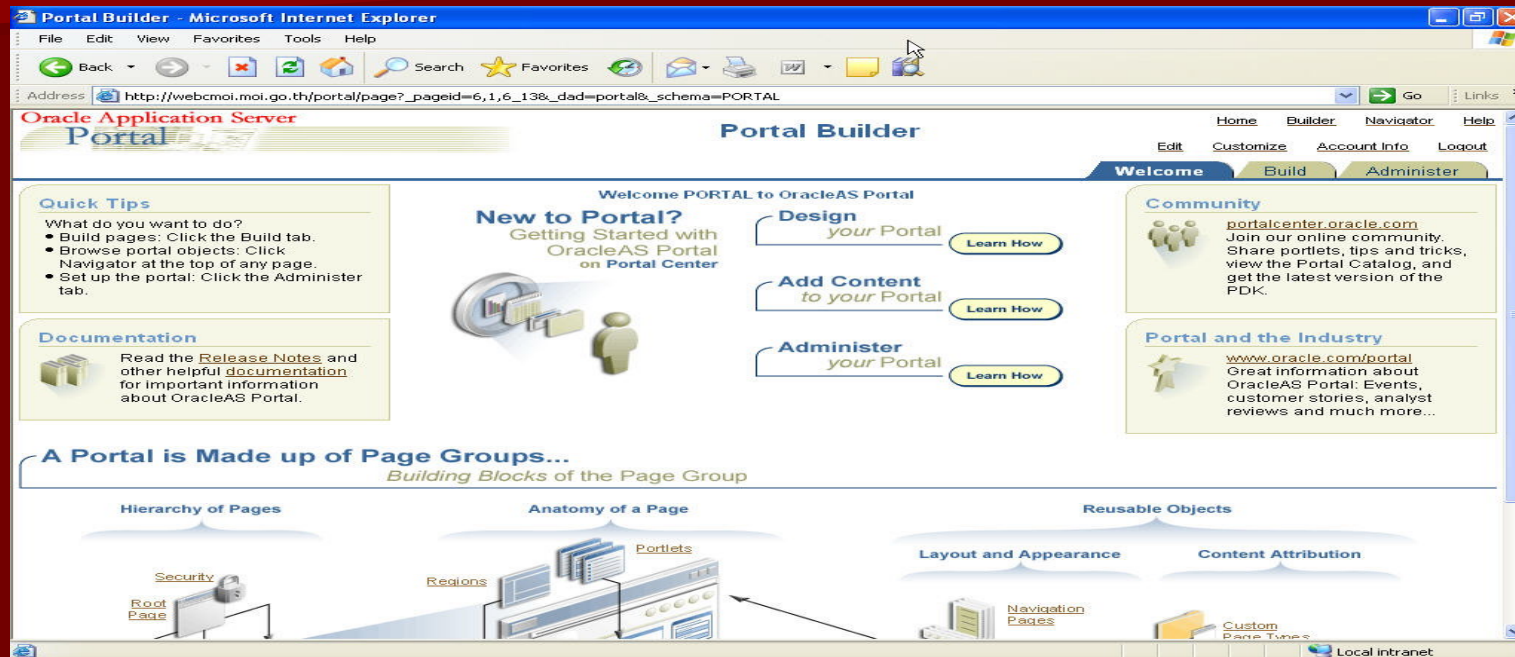 Portal Builder - Microsoft Internet Explorer
File Edit View Favorites Tools Help
Back Search Favorites
Address http://webcmoi.moi.go.th/portal/page?_pageid=6,1,6_13&_dad=portal&_schema=PORTAL Go Links
Oracle Application Server
Portal
Portal Builder
Home Builder Navigator Help
Edit Customize Account Info Logout
Welcome Build Administer
Quick Tips
What do you want to do?
• Build pages: Click the Build tab.
• Browse portal objects: Click
Navigator at the top of any page.
• Set up the portal: Click the Administer
tab.
Documentation
Read the Release Notes and
other helpful documentation
for important information
about OracleAS Portal.
Welcome PORTAL to OracleAS Portal
New to Portal?
Getting Started with
OracleAS Portal
on Portal Center
Design
your Portal
Learn How
Add Content
to your Portal
Learn How
Administer
your Portal
Learn How
Community
portalcenter.oracle.com
Join our online community.
Share portlets, tips and tricks,
view the Portal Catalog, and
get the latest version of the
PDK.
Portal and the Industry
www.oracle.com/portal
Great information about
OracleAS Portal: Events,
customer stories, analyst
reviews and much more...
A Portal is Made up of Page Groups...
Building Blocks of the Page Group
Hierarchy of Pages
Security
Root
Page
Anatomy of a Page
Portlets
Regions
Reusable Objects
Layout and Appearance
Content Attribution
Navigation
Pages
Custom
Page Types
Local intranet